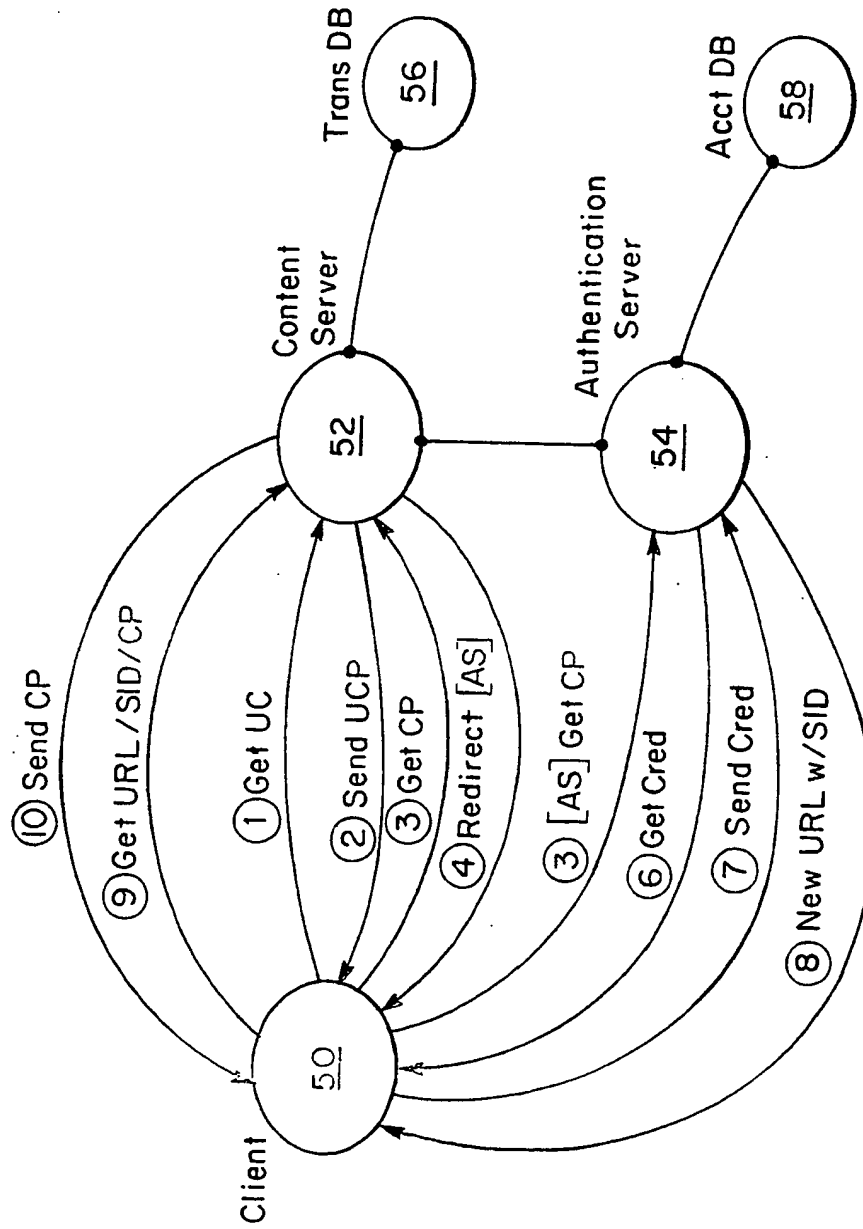 ⑩ Send CP
⑨ Get URL/SID/CP
① Get UC
② Send UCP
③ Get CP
④ Redirect [AS]
③ [AS] Get CP
⑥ Get Cred
⑦ Send Cred
⑧ New URL w/SID
Client
50
Content
Server
52
Trans DB
56
Authentication
Server
54
Acct DB
58